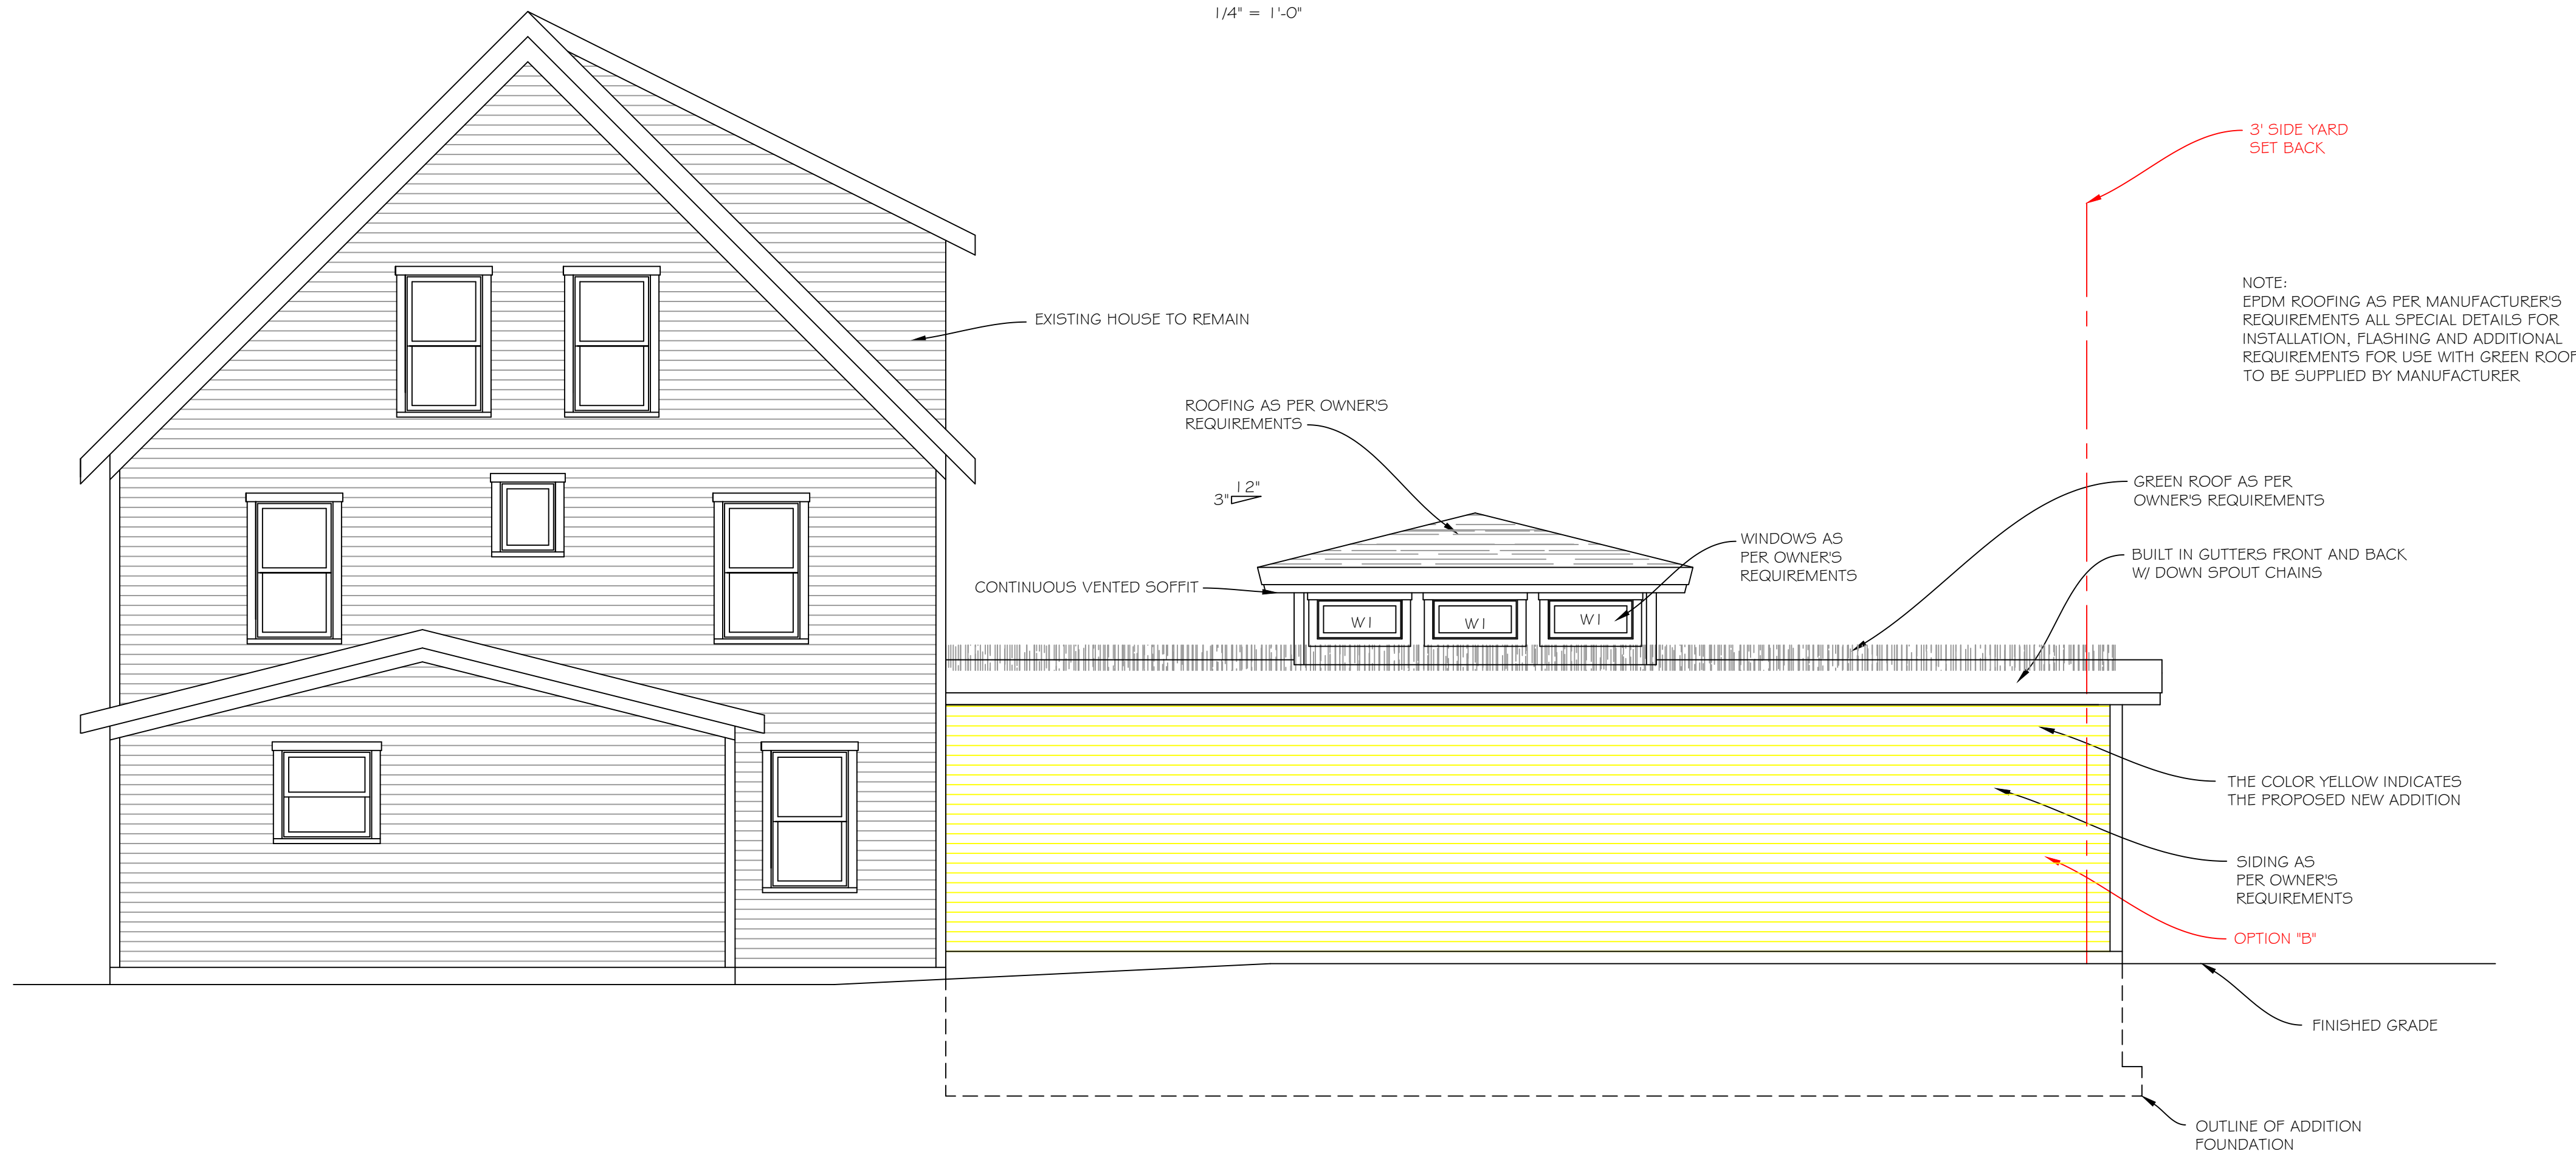 1/4" = 1'-0"
3' SIDE YARD
SET BACK
NOTE:
EPDM ROOFING AS PER MANUFACTURER'S
REQUIREMENTS ALL SPECIAL DETAILS FOR
INSTALLATION, FLASHING AND ADDITIONAL
REQUIREMENTS FOR USE WITH GREEN ROOF
TO BE SUPPLIED BY MANUFACTURER
EXISTING HOUSE TO REMAIN
ROOFING AS PER OWNER'S
REQUIREMENTS
12"
3"
GREEN ROOF AS PER
OWNER'S REQUIREMENTS
WINDOWS AS
PER OWNER'S
REQUIREMENTS
BUILT IN GUTTERS FRONT AND BACK
W/ DOWN SPOUT CHAINS
CONTINUOUS VENTED SOFFIT
W1
W1
W1
THE COLOR YELLOW INDICATES
THE PROPOSED NEW ADDITION
SIDING AS
PER OWNER'S
REQUIREMENTS
OPTION "B"
FINISHED GRADE
OUTLINE OF ADDITION
FOUNDATION